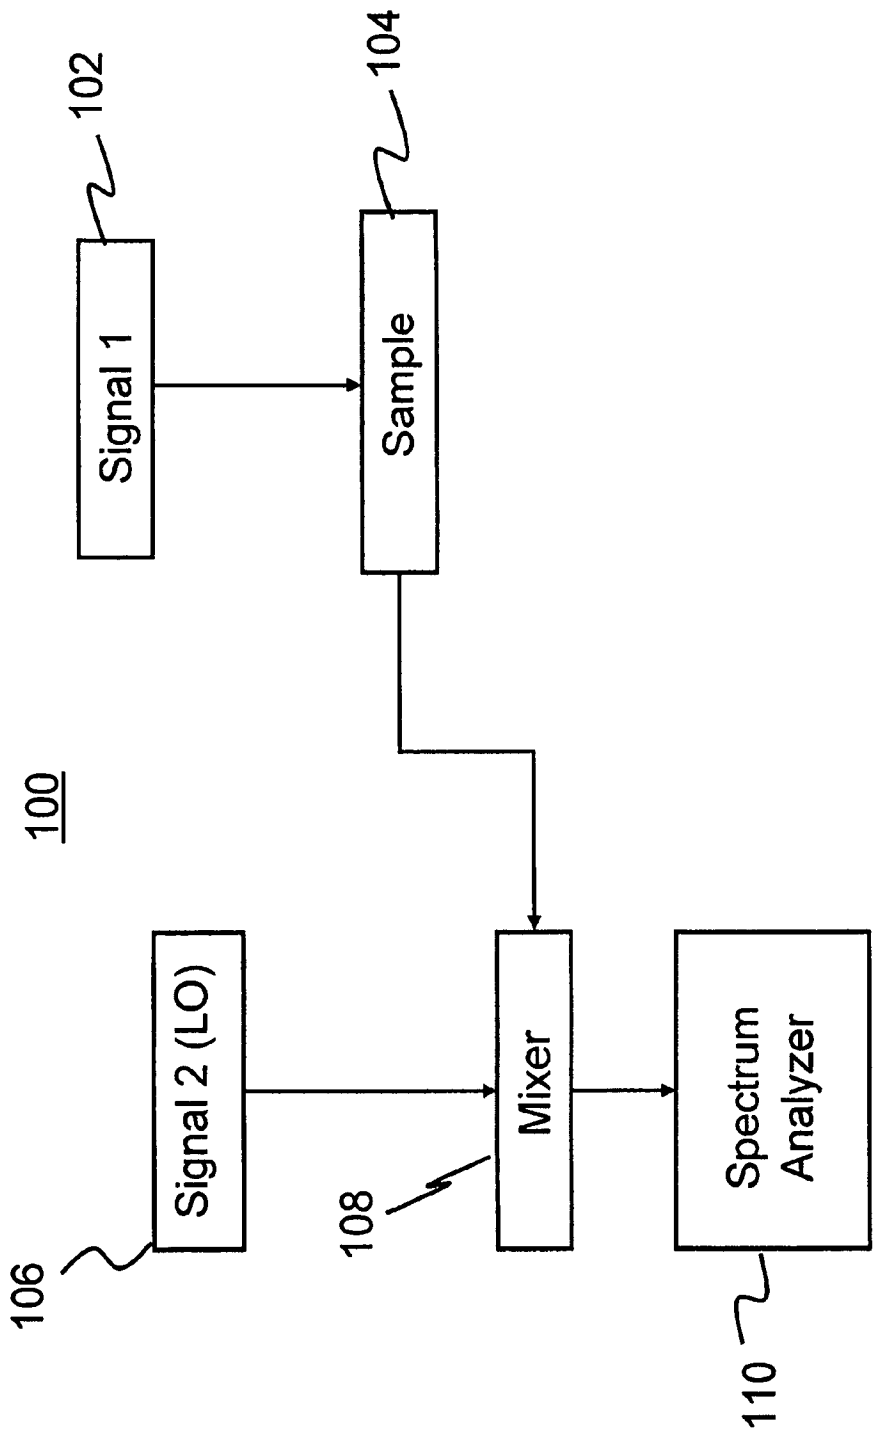 100
106
Signal 2 (LO)
Signal 1
102
108
Mixer
Sample
104
110
Spectrum
Analyzer